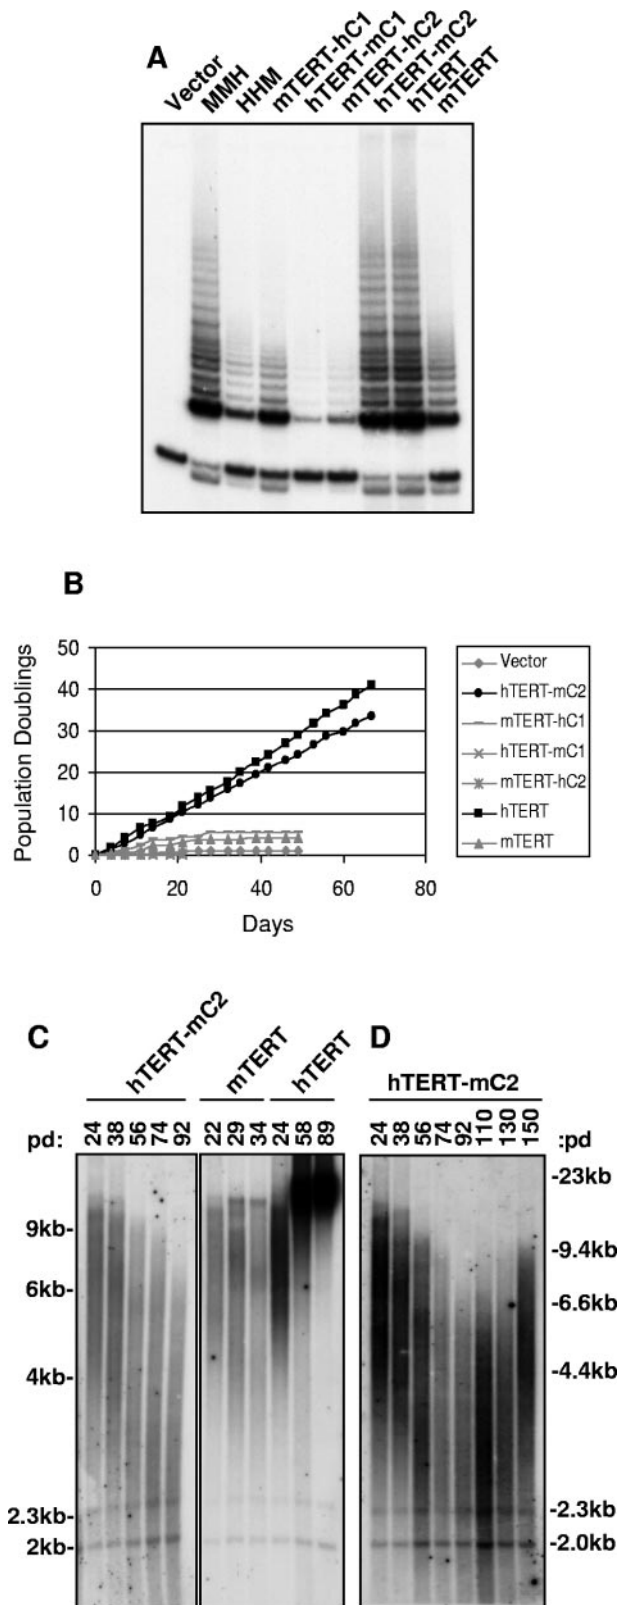 A
Vector
MMH
HHM
mTERT-hC1
hTERT-mC1
mTERT-hC2
hTERT-mC2
hTERT
mTERT
B
Population Doublings
50
40
30
20
10
0
0 20 40 60 80
Days
Vector
hTERT-mC2
mTERT-hC1
hTERT-mC1
mTERT-hC2
hTERT
mTERT
C
hTERT-mC2
mTERT
hTERT
pd: 24 38 56 74 92 22 29 34 24 58 89
9kb-
6kb-
4kb-
2.3kb-
2kb-
D
hTERT-mC2
24 38 56 74 92 110 130 150 :pd
-23kb
-9.4kb
-6.6kb
-4.4kb
-2.3kb
-2.0kb